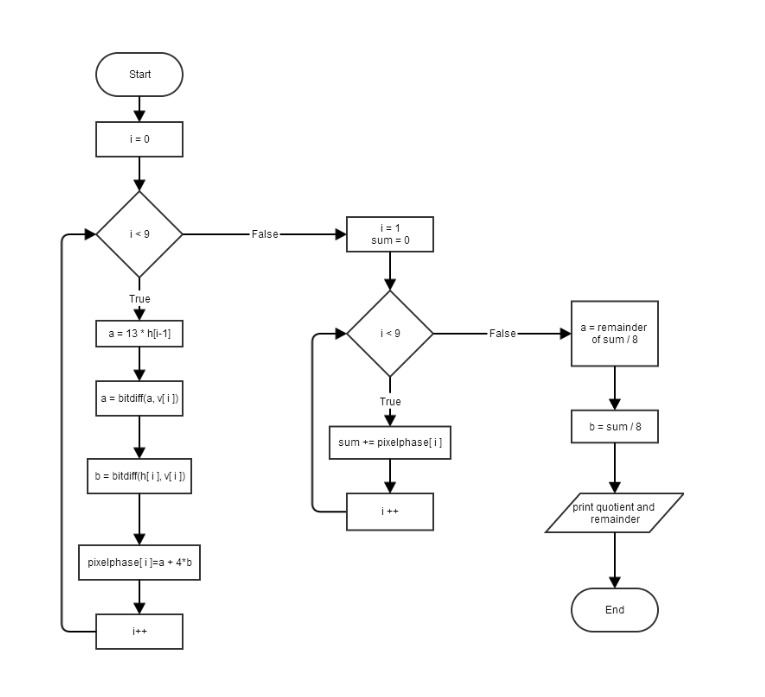 Start
i = 0
i < 9
True
a = 13 * h[i-1]
a = bitdiff(a, v[ i ])
b = bitdiff(h[ i ], v[ i ])
pixelphase[ i ]=a + 4*b
i++
False
i = 1
sum = 0
i < 9
True
sum += pixelphase[ i ]
i ++
False
a = remainder
of sum / 8
b = sum / 8
print quotient and
remainder
End